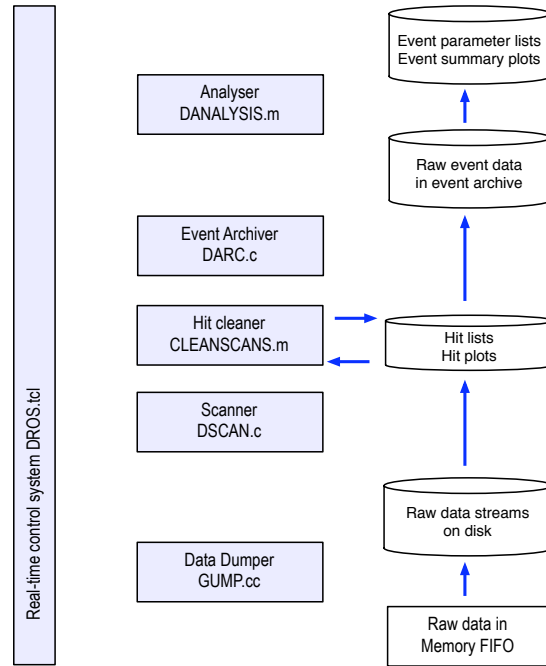 Real-time control system DROS.tcl
Event parameter lists
Event summary plots
Analyser
DANALYSIS.m
Raw event data
in event archive
Event Archiver
DARC.c
Hit cleaner
CLEANSCANS.m
Hit lists
Hit plots
Scanner
DSCAN.c
Raw data streams
on disk
Data Dumper
GUMP.cc
Raw data in
Memory FIFO